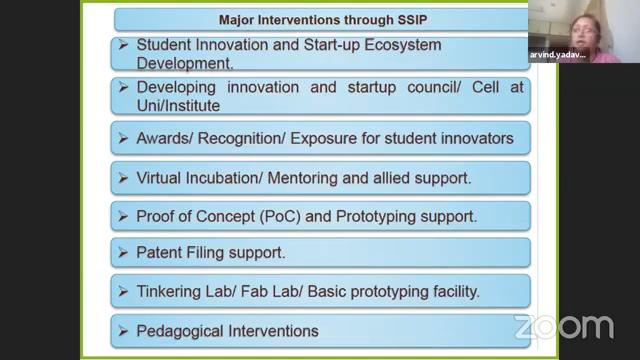 Major Interventions through SSIP
➢ Student Innovation and Start-up Ecosystem
Development.
➢ Developing innovation and startup council/ Cell at
Uni/Institute
➢ Awards/ Recognition/ Exposure for student innovators
➢ Virtual Incubation/ Mentoring and allied support.
➢ Proof of Concept (PoC) and Prototyping support.
➢ Patent Filing support.
➢ Tinkering Lab/ Fab Lab/ Basic prototyping facility.
➢ Pedagogical Interventions
arvind.yadav...
zoom